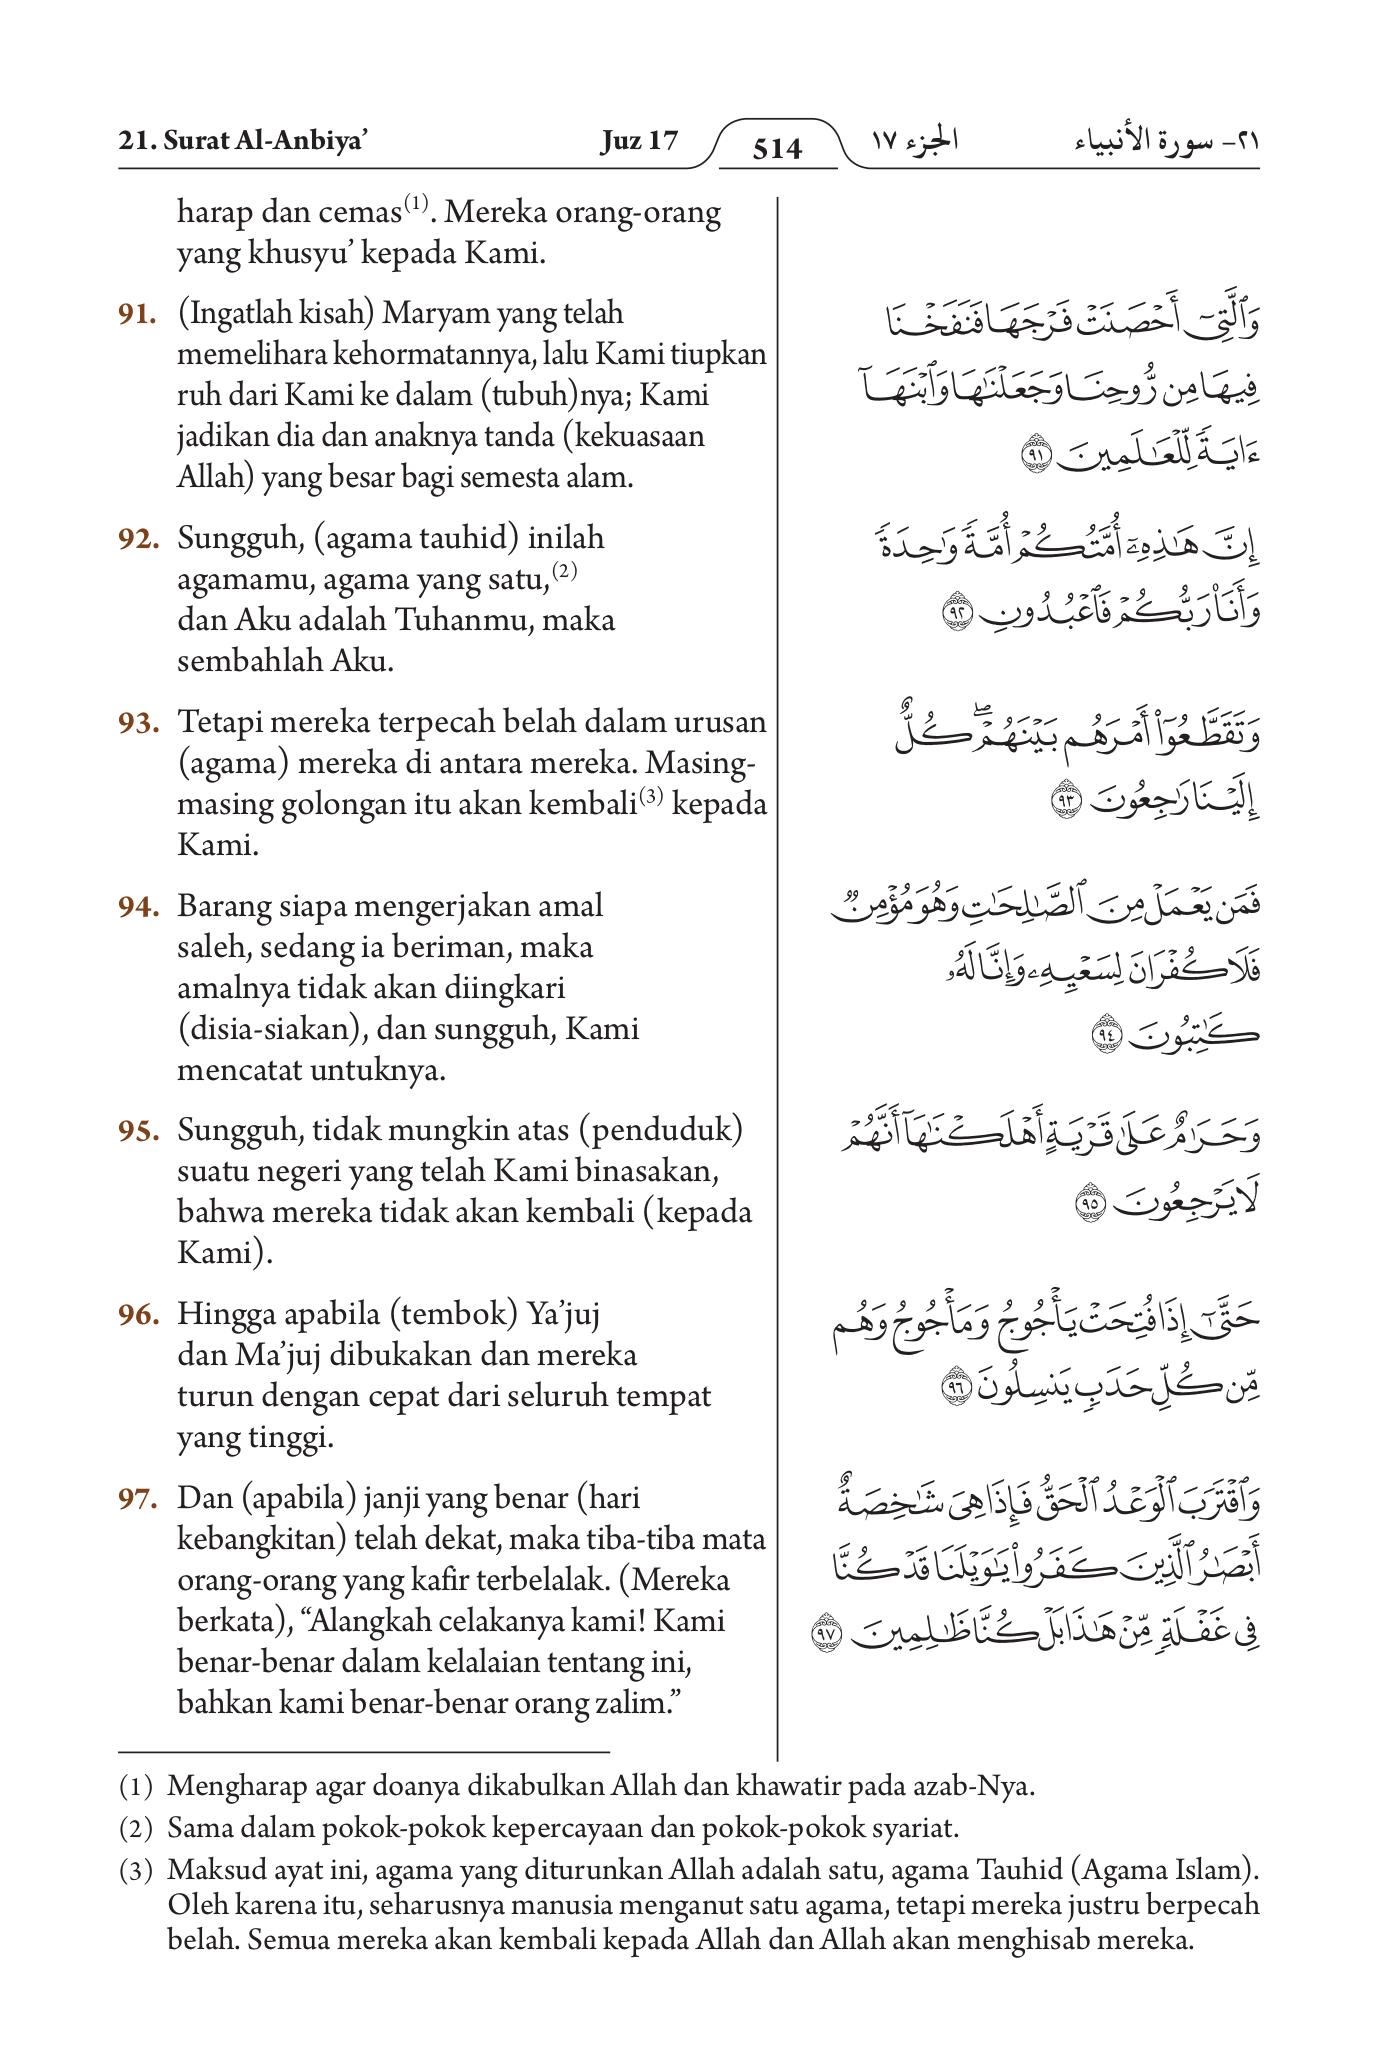 21. Surat Al-Anbiya’ Juz 17 514 الجزء ١٧ ٢١- سورة الأنبياء
harap dan cemas(1). Mereka orang-orang
yang khusyu’ kepada Kami.
91. (Ingatlah kisah) Maryam yang telah
memelihara kehormatannya, lalu Kami tiupkan
ruh dari Kami ke dalam (tubuh)nya; Kami
jadikan dia dan anaknya tanda (kekuasaan
Allah) yang besar bagi semesta alam.
92. Sungguh, (agama tauhid) inilah
agamamu, agama yang satu,(2)
dan Aku adalah Tuhanmu, maka
sembahlah Aku.
93. Tetapi mereka terpecah belah dalam urusan
(agama) mereka di antara mereka. Masing-
masing golongan itu akan kembali(3) kepada
Kami.
94. Barang siapa mengerjakan amal
saleh, sedang ia beriman, maka
amalnya tidak akan diingkari
(disia-siakan), dan sungguh, Kami
mencatat untuknya.
95. Sungguh, tidak mungkin atas (penduduk)
suatu negeri yang telah Kami binasakan,
bahwa mereka tidak akan kembali (kepada
Kami).
96. Hingga apabila (tembok) Ya’juj
dan Ma’juj dibukakan dan mereka
turun dengan cepat dari seluruh tempat
yang tinggi.
97. Dan (apabila) janji yang benar (hari
kebangkitan) telah dekat, maka tiba-tiba mata
orang-orang yang kafir terbelalak. (Mereka
berkata), “Alangkah celakanya kami! Kami
benar-benar dalam kelalaian tentang ini,
bahkan kami benar-benar orang zalim.”
وَٱلَّتِىٓ أَحْصَنَتْ فَرْجَهَا فَنَفَخْنَا
فِيهَا مِن رُّوحِنَا وَجَعَلْنَٰهَا وَٱبْنَهَآ
ءَايَةً لِّلْعَٰلَمِينَ ٩١
إِنَّ هَٰذِهِۦٓ أُمَّتُكُمْ أُمَّةً وَٰحِدَةً
وَأَنَا۠ رَبُّكُمْ فَٱعْبُدُونِ ٩٢
وَتَقَطَّعُوٓا۟ أَمْرَهُم بَيْنَهُمْ ۖ كُلٌّ
إِلَيْنَا رَٰجِعُونَ ٩٣
فَمَن يَعْمَلْ مِنَ ٱلصَّٰلِحَٰتِ وَهُوَ مُؤْمِنٌ
فَلَا كُفْرَانَ لِسَعْيِهِۦ وَإِنَّا لَهُۥ
كَٰتِبُونَ ٩٤
وَحَرَٰمٌ عَلَىٰ قَرْيَةٍ أَهْلَكْنَٰهَآ أَنَّهُمْ
لَا يَرْجِعُونَ ٩٥
حَتَّىٰٓ إِذَا فُتِحَتْ يَأْجُوجُ وَمَأْجُوجُ وَهُم
مِّن كُلِّ حَدَبٍ يَنسِلُونَ ٩٦
وَٱقْتَرَبَ ٱلْوَعْدُ ٱلْحَقُّ فَإِذَا هِىَ شَٰخِصَةٌ
أَبْصَٰرُ ٱلَّذِينَ كَفَرُوا۟ يَٰوَيْلَنَا قَدْ كُنَّا
فِى غَفْلَةٍ مِّنْ هَٰذَا بَلْ كُنَّا ظَٰلِمِينَ ٩٧
(1) Mengharap agar doanya dikabulkan Allah dan khawatir pada azab-Nya.
(2) Sama dalam pokok-pokok kepercayaan dan pokok-pokok syariat.
(3) Maksud ayat ini, agama yang diturunkan Allah adalah satu, agama Tauhid (Agama Islam).
Oleh karena itu, seharusnya manusia menganut satu agama, tetapi mereka justru berpecah
belah. Semua mereka akan kembali kepada Allah dan Allah akan menghisab mereka.